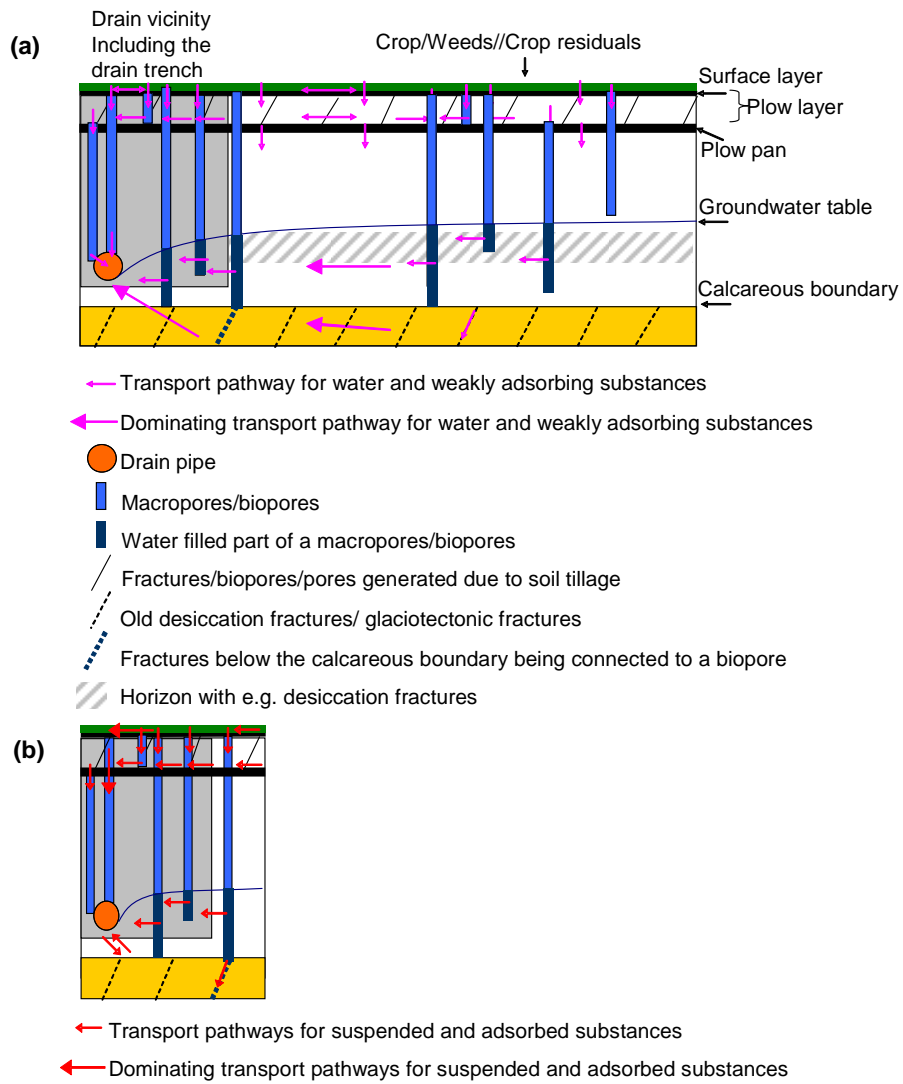 (a)
Drain vicinity
Including the
drain trench
Crop/Weeds//Crop residuals
Surface layer
Plow layer
Plow pan
Groundwater table
Calcareous boundary
Transport pathway for water and weakly adsorbing substances
Dominating transport pathway for water and weakly adsorbing substances
Drain pipe
Macropores/biopores
Water filled part of a macropores/biopores
Fractures/biopores/pores generated due to soil tillage
Old desiccation fractures/ glaciotectonic fractures
Fractures below the calcareous boundary being connected to a biopore
Horizon with e.g. desiccation fractures
(b)
Transport pathways for suspended and adsorbed substances
Dominating transport pathways for suspended and adsorbed substances